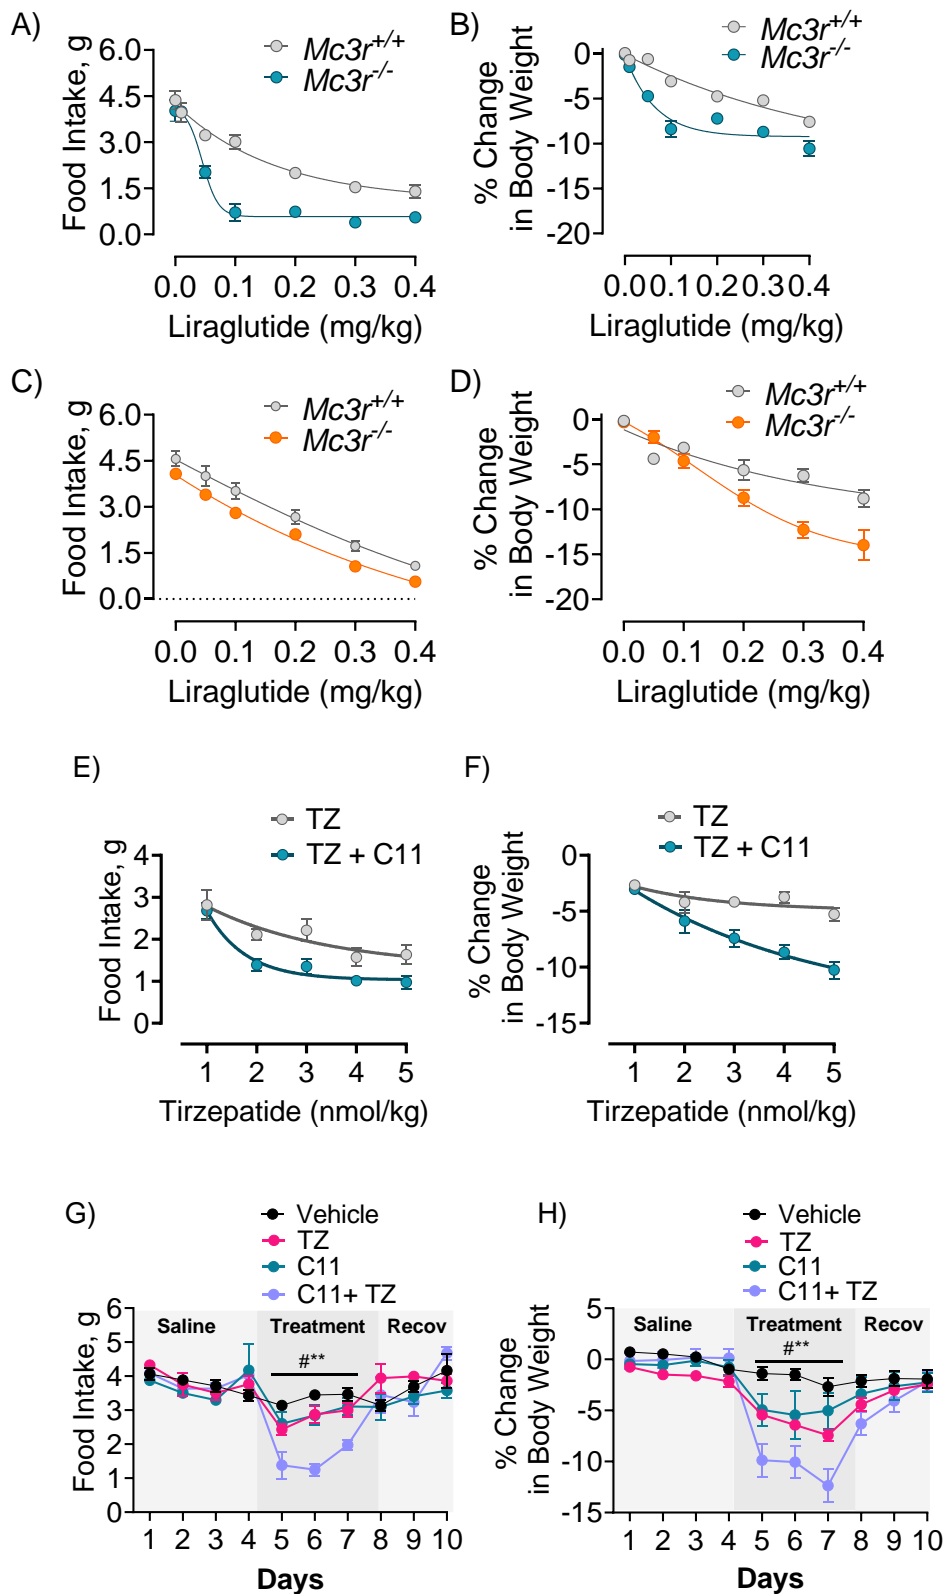 A)
Food Intake, g
6.0
4.5
3.0
1.5
0.0
Mc3r+/+
Mc3r-/-
0.0 0.1 0.2 0.3 0.4
Liraglutide (mg/kg)
B)
% Change
in Body Weight
0
-5
-10
-15
-20
Mc3r+/+
Mc3r-/-
0.0 0.1 0.2 0.3 0.4
Liraglutide (mg/kg)
C)
Food Intake, g
6.0
4.5
3.0
1.5
0.0
Mc3r+/+
Mc3r-/-
0.0 0.1 0.2 0.3 0.4
Liraglutide (mg/kg)
D)
% Change
in Body Weight
0
-5
-10
-15
-20
Mc3r+/+
Mc3r-/-
0.0 0.1 0.2 0.3 0.4
Liraglutide (mg/kg)
E)
Food Intake, g
TZ
TZ + C11
4
3
2
1
0
1 2 3 4 5
Tirzepatide (nmol/kg)
F)
% Change
in Body Weight
TZ
TZ + C11
0
-5
-10
-15
1 2 3 4 5
Tirzepatide (nmol/kg)
G)
Vehicle
TZ
C11
C11+ TZ
Food Intake, g
6
5
4
3
2
1
0
Saline Treatment Recov
#**
1 2 3 4 5 6 7 8 9 10
Days
H)
Vehicle
TZ
C11
C11+ TZ
% Change
in Body Weight
5
0
-5
-10
-15
Saline Treatment Recov
#**
1 2 3 4 5 6 7 8 9 10
Days